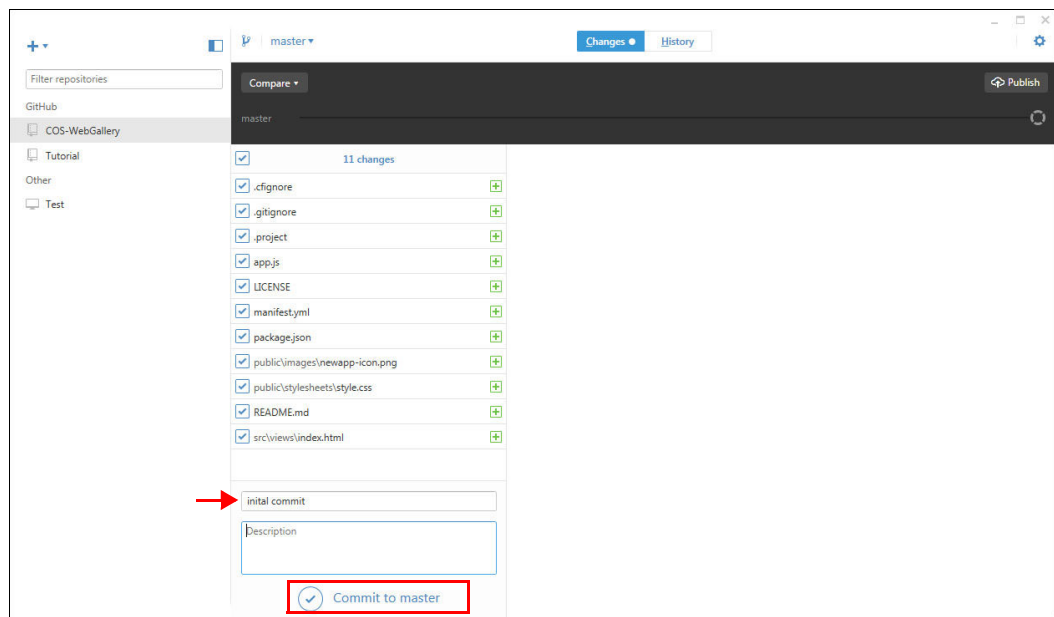 master
Changes
History
Filter repositories
Compare
Publish
GitHub
master
COS-WebGallery
Tutorial
11 changes
Other
.cfignore
Test
.gitignore
.project
app.js
LICENSE
manifest.yml
package.json
public\images\newapp-icon.png
public\stylesheets\style.css
README.md
src\views\index.html
inital commit
Description
Commit to master